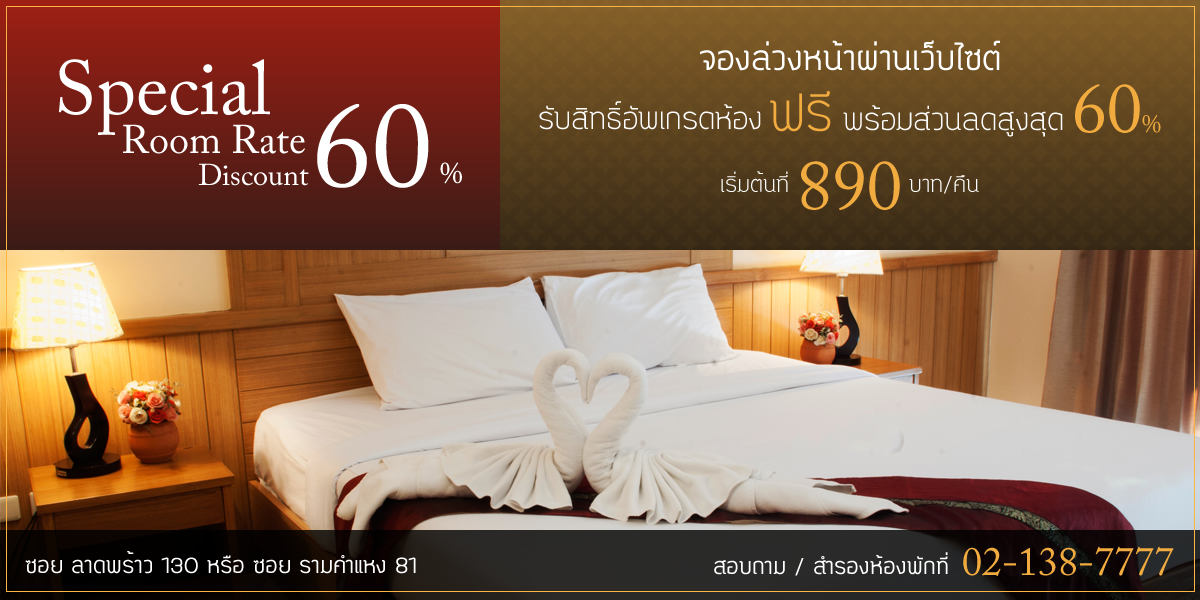 Special
Room Rate
Discount 60 %
จองล่วงหน้าผ่านเว็บไซต์
รับสิทธิ์อัพเกรดห้อง ฟรี พร้อมส่วนลดสูงสุด 60%
เริ่มต้นที่ 890 บาท/คืน
ซอย ลาดพร้าว 130 หรือ ซอย รามคำแหง 81
สอบถาม / สำรองห้องพักที่ 02-138-7777